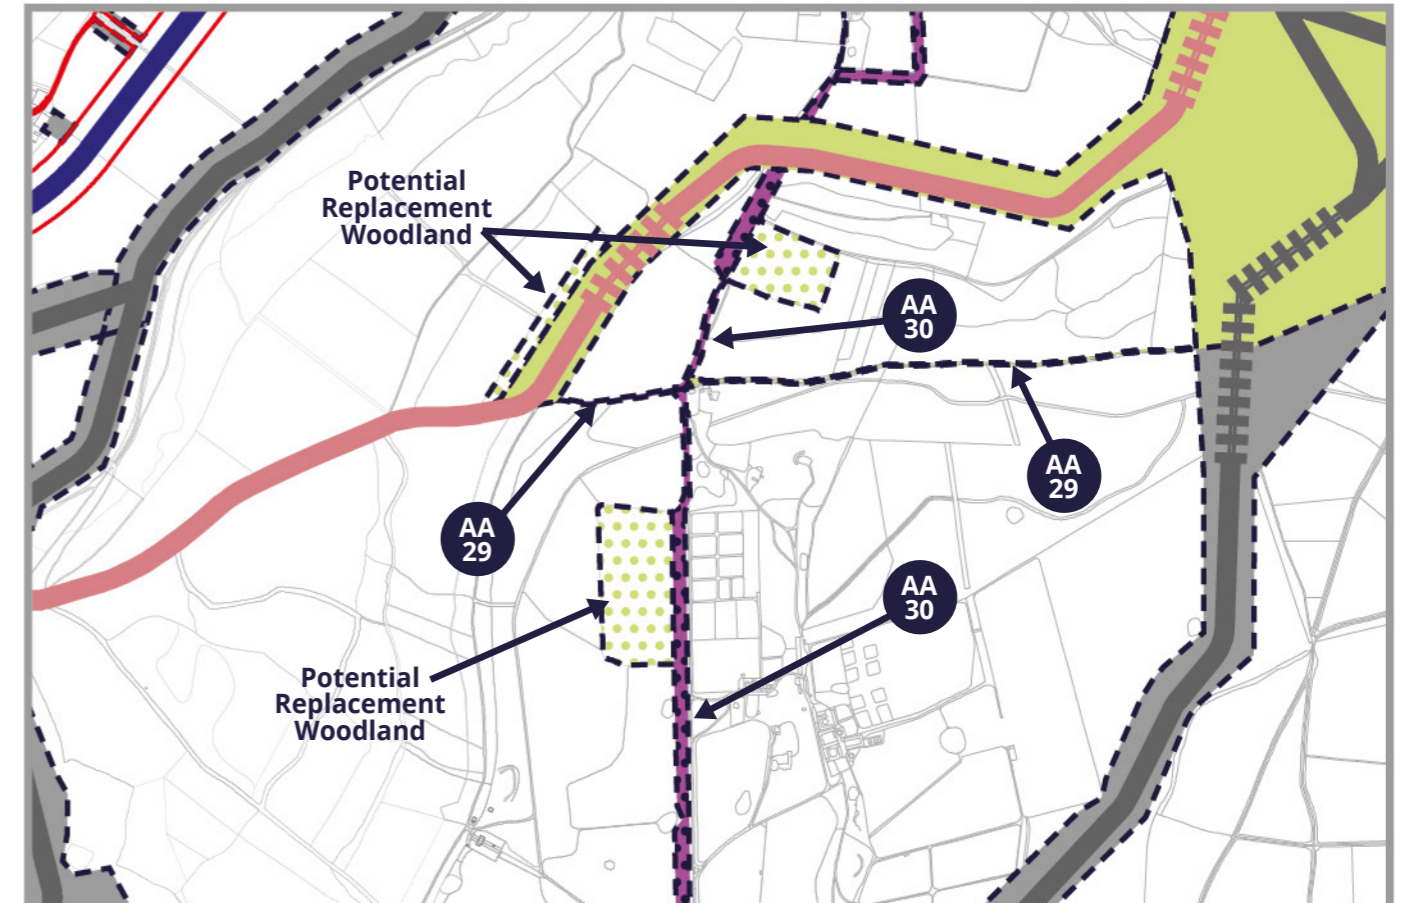 Potential
Replacement
Woodland
AA
30
AA
29
AA
29
AA
30
Potential
Replacement
Woodland